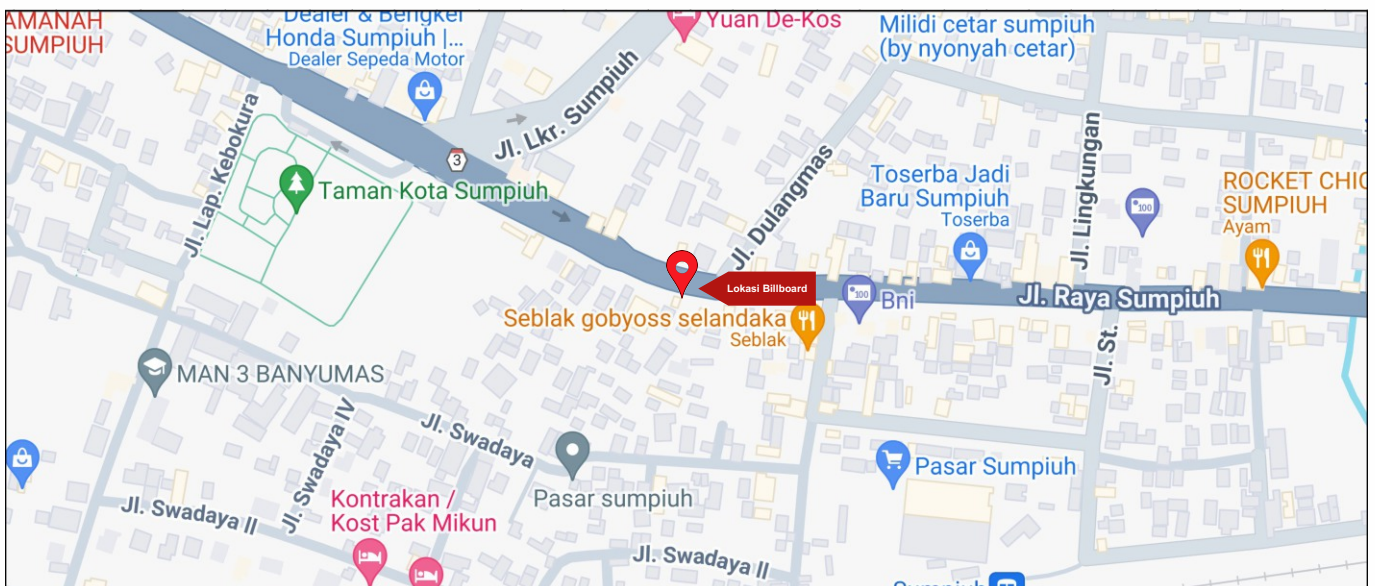 AMANAH
SUMPIUH
Dealer & Bengkel
Honda Sumpiuh |...
Dealer Sepeda Motor
Yuan De-Kos
Milidi cetar sumpiuh
(by nyonyah cetar)
Jl. Lkr. Sumpiuh
3
Jl. Lap. Kebokura
Taman Kota Sumpiuh
Jl. Dulangmas
Toserba Jadi
Baru Sumpiuh
Toserba
Jl. Lingkungan
100
ROCKET CHIC
SUMPIUH
Ayam
Lokasi Billboard
100
Bni
Jl. Raya Sumpiuh
Seblak gobyoss selandaka
Seblak
Jl. St.
MAN 3 BANYUMAS
Jl. Swadaya IV
Jl. Swadaya
Pasar Sumpiuh
Pasar sumpiuh
Kontrakan /
Kost Pak Mikun
Jl. Swadaya II
Jl. Swadaya II
Sumpiuh